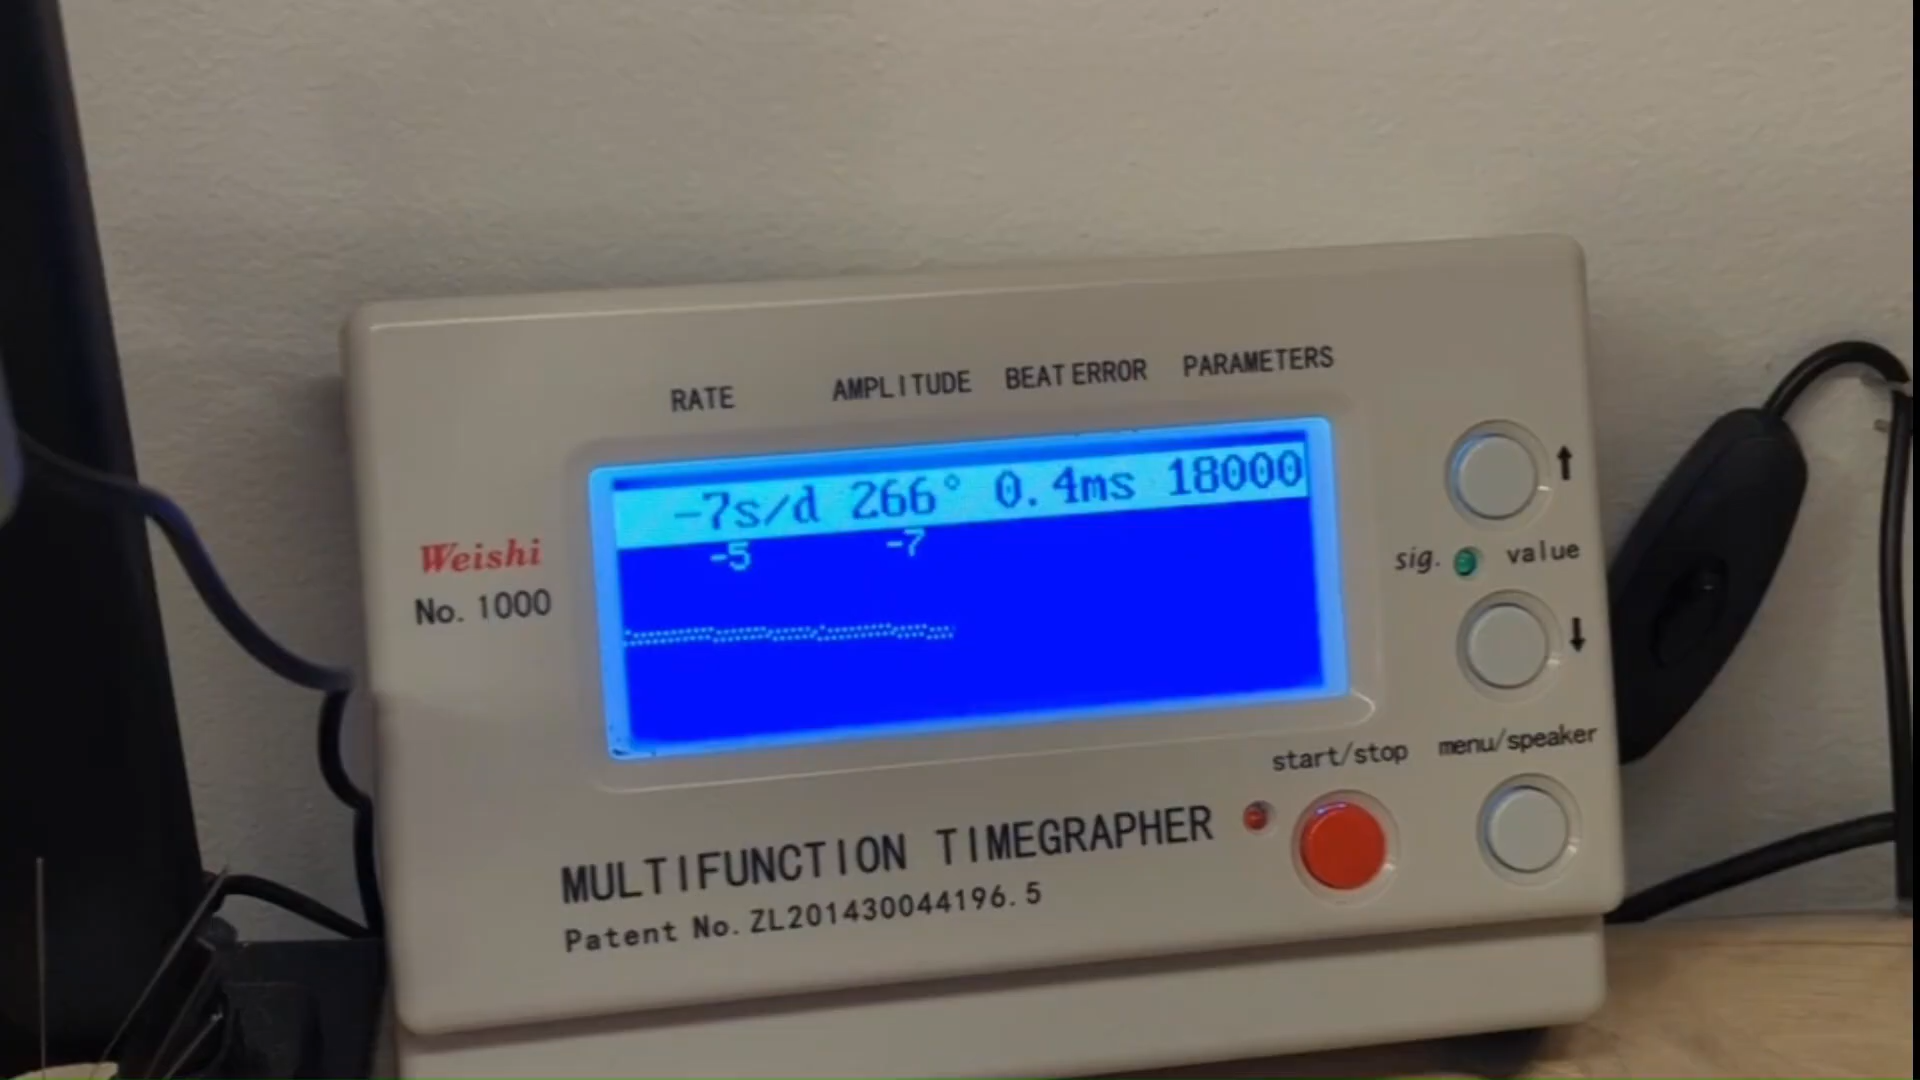 RATE AMPLITUDE BEAT ERROR PARAMETERS
-7s/d 266° 0.4ms 18000
-5 -7
Weishi
No. 1000
sig. value
start/stop menu/speaker
MULTIFUNCTION TIMEGRAPHER
Patent No. ZL201430044196.5